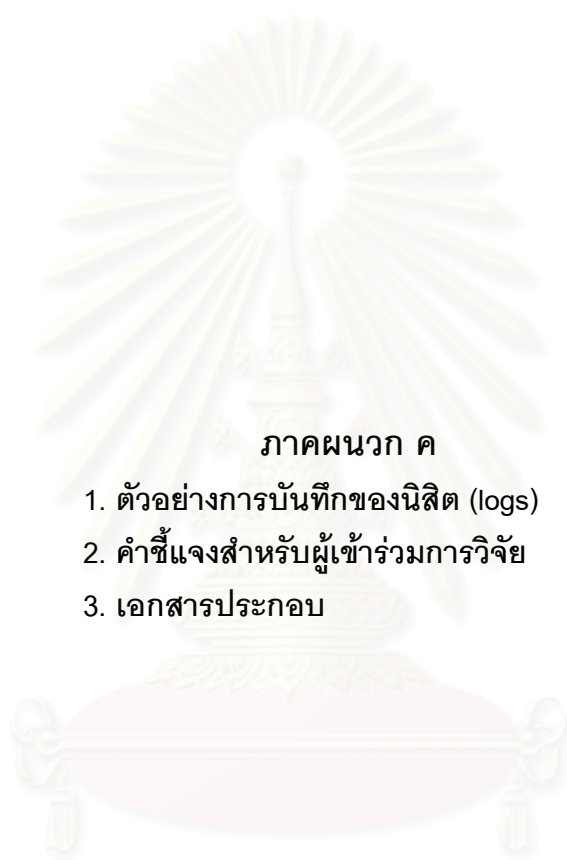 ภาคผนวก ค
1. ตัวอย่างการบันทึกของนิสิต (logs)
2. คำชี้แจงสำหรับผู้เข้าร่วมการวิจัย
3. เอกสารประกอบ